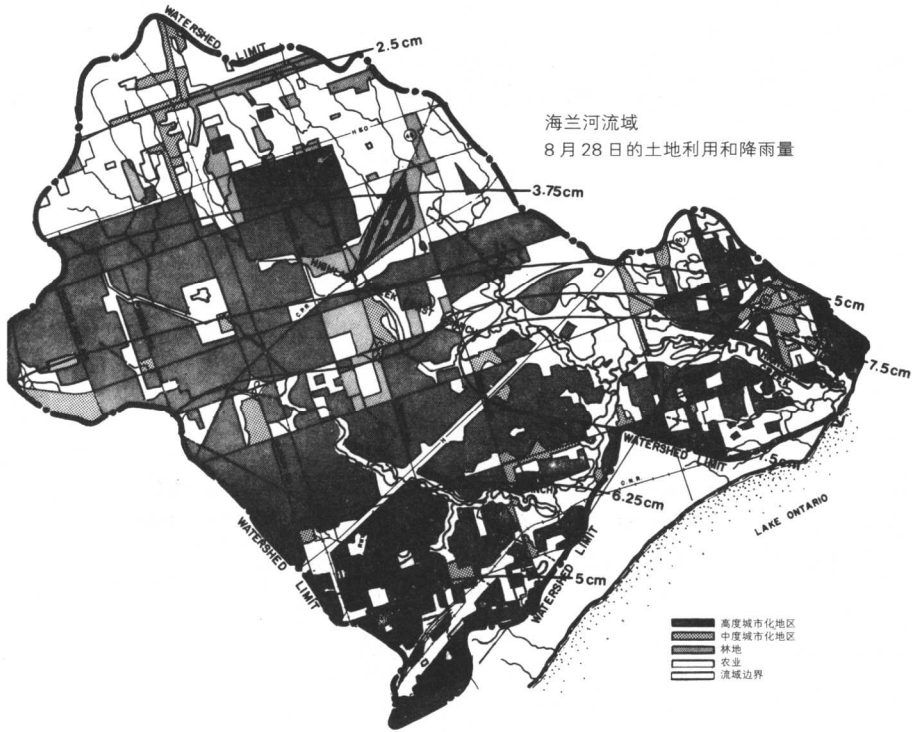 WATERSHED LIMIT
2.5cm
海兰河流域
8月28日的土地利用和降雨量
3.75cm
401
5cm
7.5cm
WATERSHED LIMIT
7.5cm
C.N.R.
6.25cm
LAKE ONTARIO
WATERSHED LIMIT
WATERSHED LIMIT
5cm
高度城市化地区
中度城市化地区
林地
农业
流域边界